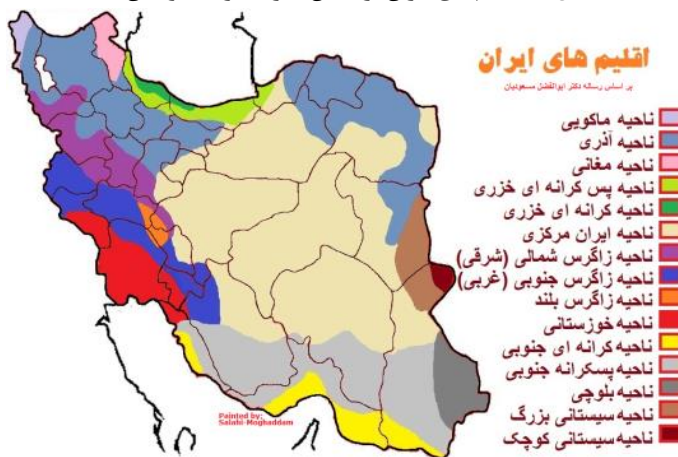 اقلیم های ایران
بر اساس رساله دکتر ابوالفضل مسعودیان
ناحیه ماکویی
ناحیه آذری
ناحیه مغانی
ناحیه پس کرانه ای خزری
ناحیه کرانه ای خزری
ناحیه ایران مرکزی
ناحیه زاگرس شمالی (شرقی)
ناحیه زاگرس جنوبی (غربی)
ناحیه زاگرس بلند
ناحیه خوزستانی
ناحیه کرانه ای جنوبی
ناحیه پسکرانه جنوبی
ناحیه بلوچی
ناحیه سیستانی بزرگ
ناحیه سیستانی کوچک
Painted by:
Salahi-Moghaddam